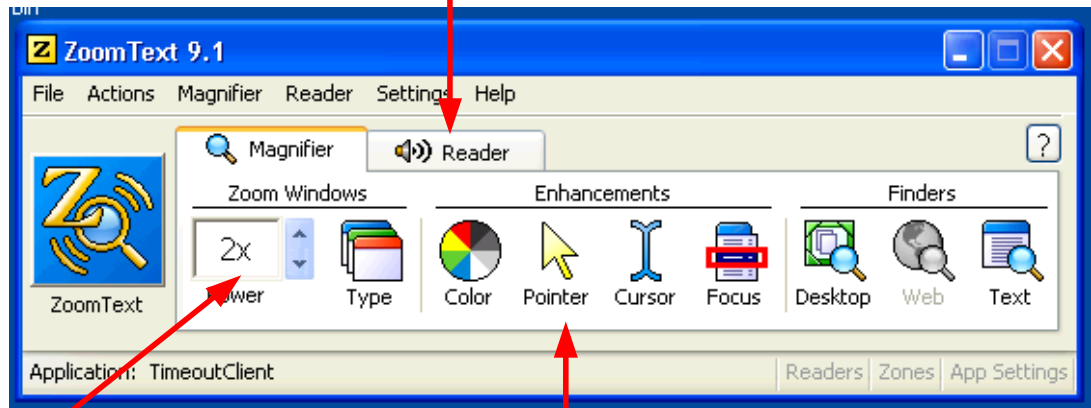 ZoomText 9.1
File Actions Magnifier Reader Settings Help
Magnifier Reader ?
Zoom Windows Enhancements Finders
2x
ZoomText Power Type Color Pointer Cursor Focus Desktop Web Text
Application: TimeoutClient Readers Zones App Settings